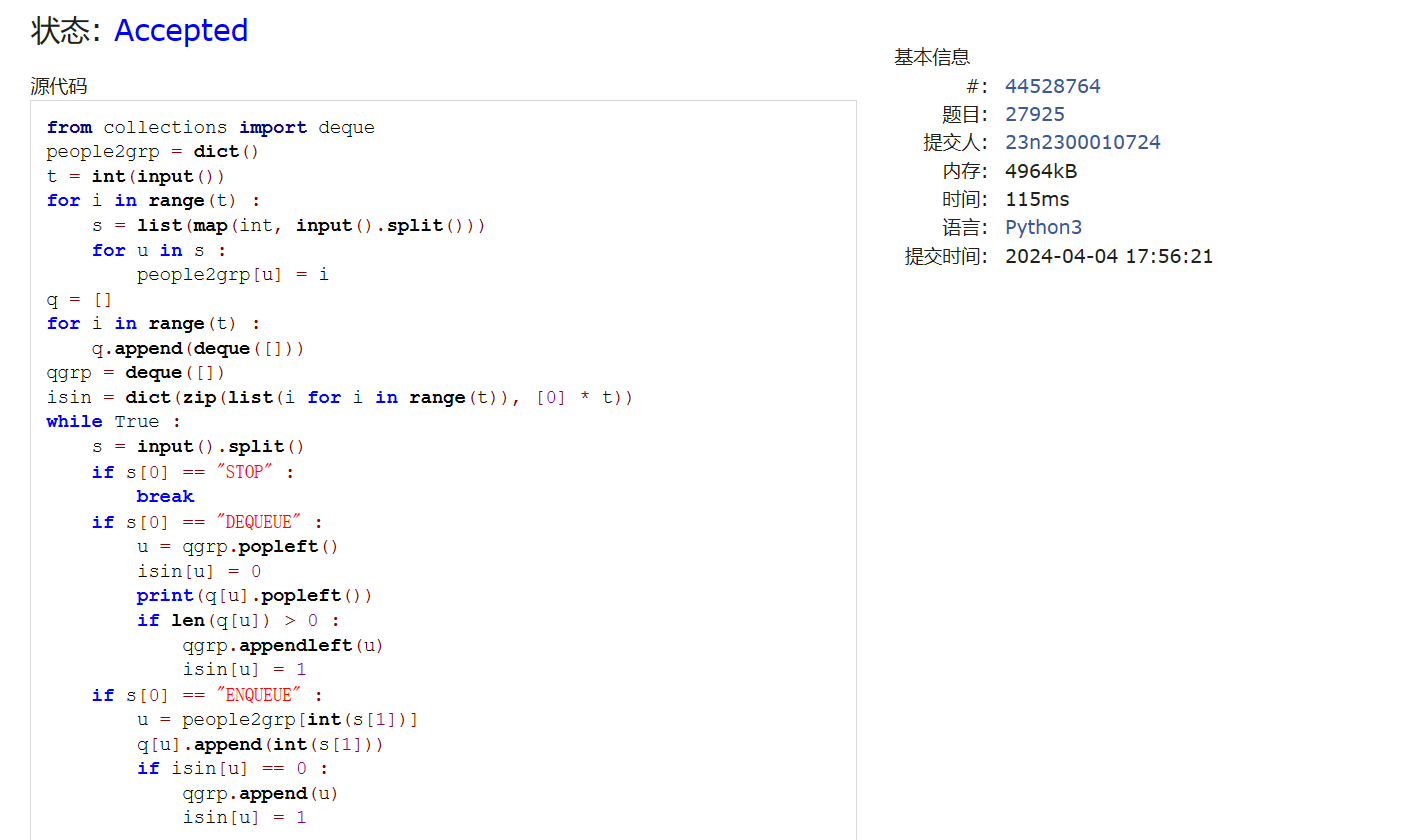 状态: Accepted
源代码
from collections import deque
people2grp = dict()
t = int(input())
for i in range(t) :
    s = list(map(int, input().split()))
    for u in s :
        people2grp[u] = i
q = []
for i in range(t) :
    q.append(deque([]))
qgrp = deque([])
isin = dict(zip(list(i for i in range(t)), [0] * t))
while True :
    s = input().split()
    if s[0] == "STOP" :
        break
    if s[0] == "DEQUEUE" :
        u = qgrp.popleft()
        isin[u] = 0
        print(q[u].popleft())
        if len(q[u]) > 0 :
            qgrp.appendleft(u)
            isin[u] = 1
    if s[0] == "ENQUEUE" :
        u = people2grp[int(s[1])]
        q[u].append(int(s[1]))
        if isin[u] == 0 :
            qgrp.append(u)
            isin[u] = 1
基本信息
#: 44528764
题目: 27925
提交人: 23n2300010724
内存: 4964kB
时间: 115ms
语言: Python3
提交时间: 2024-04-04 17:56:21